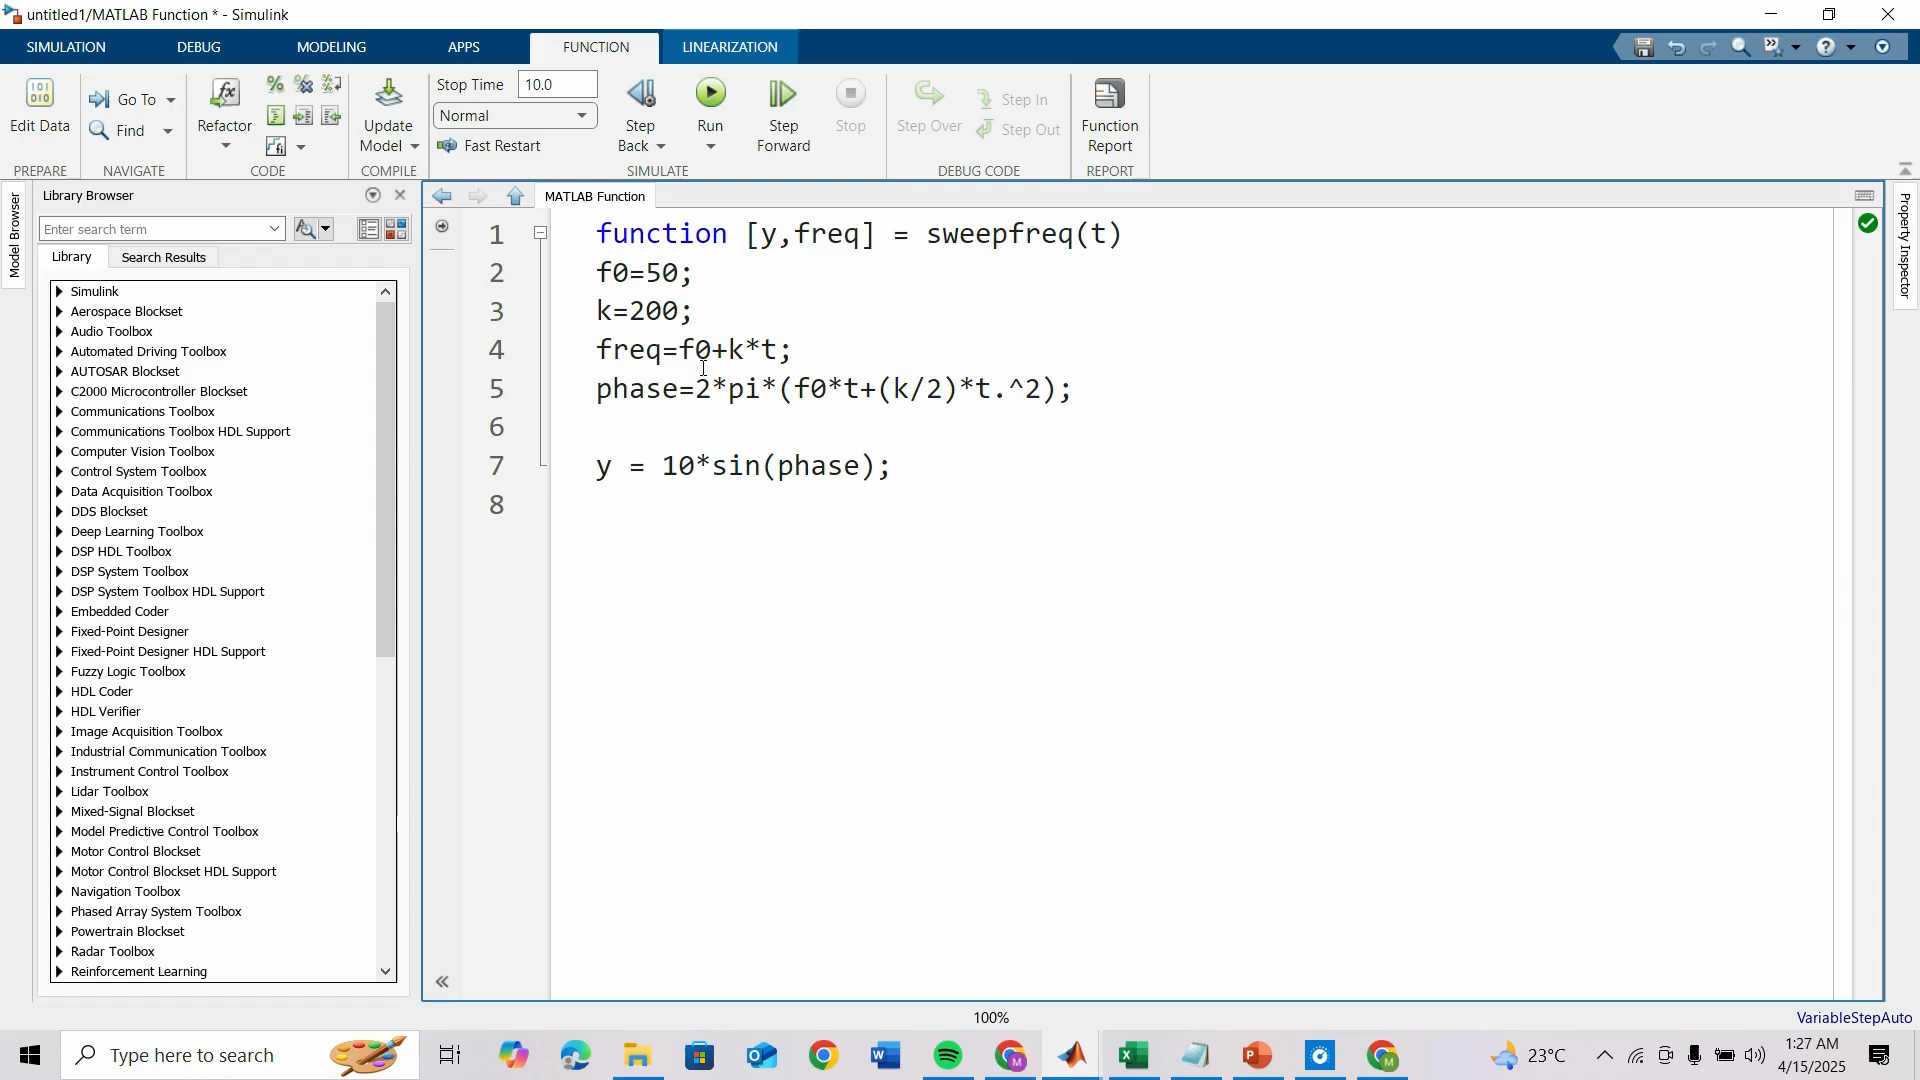 untitled1/MATLAB Function * - Simulink
SIMULATION DEBUG MODELING APPS FUNCTION LINEARIZATION
Edit Data
PREPARE
Go To
Find
NAVIGATE
Refactor
CODE
Update Model
COMPILE
Stop Time 10.0
Normal
Fast Restart
Step Back
Run
Step Forward
Stop
SIMULATE
Step Over
Step In
Step Out
DEBUG CODE
Function Report
REPORT
Model Browser
Library Browser
Enter search term
Library Search Results
Simulink
Aerospace Blockset
Audio Toolbox
Automated Driving Toolbox
AUTOSAR Blockset
C2000 Microcontroller Blockset
Communications Toolbox
Communications Toolbox HDL Support
Computer Vision Toolbox
Control System Toolbox
Data Acquisition Toolbox
DDS Blockset
Deep Learning Toolbox
DSP HDL Toolbox
DSP System Toolbox
DSP System Toolbox HDL Support
Embedded Coder
Fixed-Point Designer
Fixed-Point Designer HDL Support
Fuzzy Logic Toolbox
HDL Coder
HDL Verifier
Image Acquisition Toolbox
Industrial Communication Toolbox
Instrument Control Toolbox
Lidar Toolbox
Mixed-Signal Blockset
Model Predictive Control Toolbox
Motor Control Blockset
Motor Control Blockset HDL Support
Navigation Toolbox
Phased Array System Toolbox
Powertrain Blockset
Radar Toolbox
Reinforcement Learning
MATLAB Function
1 function [y,freq] = sweepfreq(t)
2 f0=50;
3 k=200;
4 freq=f0+k*t;
5 phase=2*pi*(f0*t+(k/2)*t.^2);
6
7 y = 10*sin(phase);
8
Property Inspector
100%
VariableStepAuto
Type here to search
23°C
1:27 AM
4/15/2025